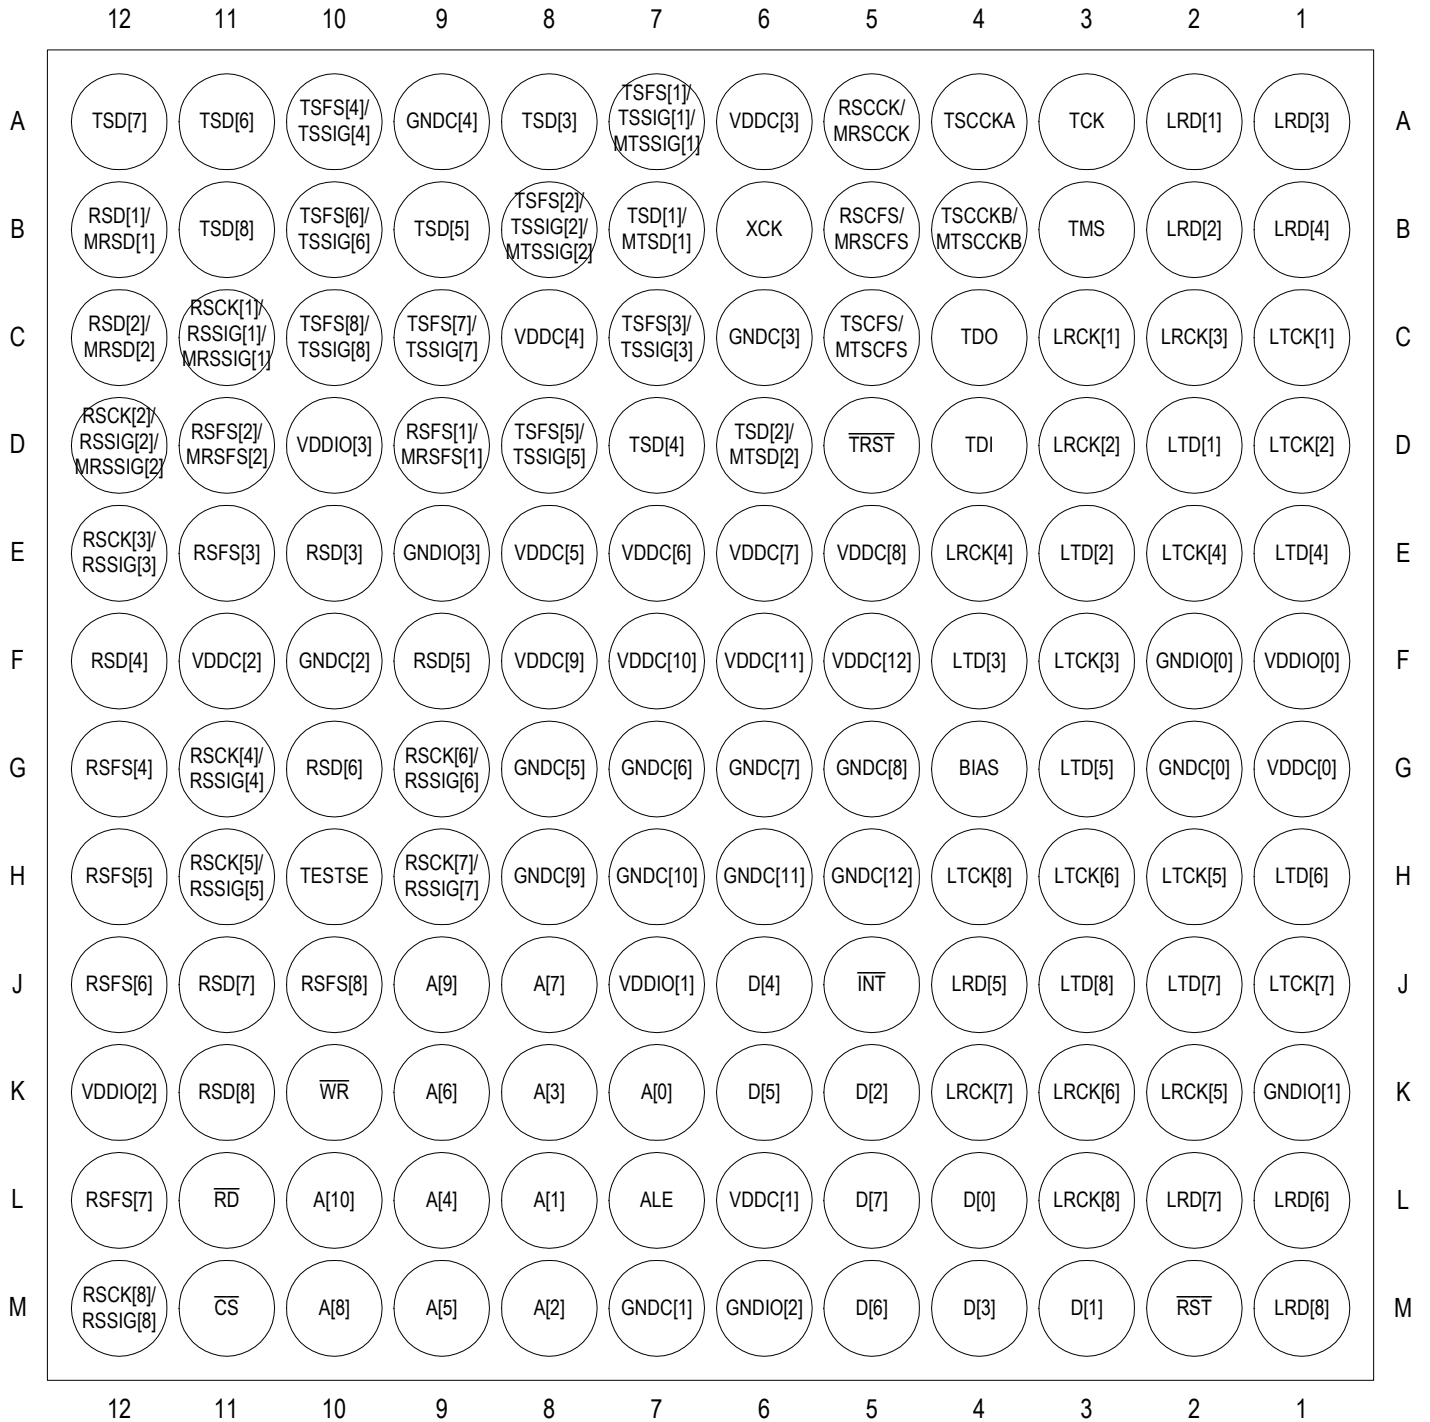 12 11 10 9 8 7 6 5 4 3 2 1
A TSD[7] TSD[6] TSFS[4]/ TSSIG[4] GNDC[4] TSD[3] TSFS[1]/ TSSIG[1]/ MTSSIG[1] VDDC[3] RSCCK/ MRSCCK TSCCKA TCK LRD[1] LRD[3] A
B RSD[1]/ MRSD[1] TSD[8] TSFS[6]/ TSSIG[6] TSD[5] TSFS[2]/ TSSIG[2]/ MTSSIG[2] TSD[1]/ MTSD[1] XCK RSCFS/ MRSCFS TSCCKB/ MTSCCKB TMS LRD[2] LRD[4] B
C RSD[2]/ MRSD[2] RSCK[1]/ RSSIG[1]/ MRSSIG[1] TSFS[8]/ TSSIG[8] TSFS[7]/ TSSIG[7] VDDC[4] TSFS[3]/ TSSIG[3] GNDC[3] TSCFS/ MTSCFS TDO LRCK[1] LRCK[3] LTCK[1] C
D RSCK[2]/ RSSIG[2]/ MRSSIG[2] RSFS[2]/ MRSFS[2] VDDIO[3] RSFS[1]/ MRSFS[1] TSFS[5]/ TSSIG[5] TSD[4] TSD[2]/ MTSD[2] TRST TDI LRCK[2] LTD[1] LTCK[2] D
E RSCK[3]/ RSSIG[3] RSFS[3] RSD[3] GNDIO[3] VDDC[5] VDDC[6] VDDC[7] VDDC[8] LRCK[4] LTD[2] LTCK[4] LTD[4] E
F RSD[4] VDDC[2] GNDC[2] RSD[5] VDDC[9] VDDC[10] VDDC[11] VDDC[12] LTD[3] LTCK[3] GNDIO[0] VDDIO[0] F
G RSFS[4] RSCK[4]/ RSSIG[4] RSD[6] RSCK[6]/ RSSIG[6] GNDC[5] GNDC[6] GNDC[7] GNDC[8] BIAS LTD[5] GNDC[0] VDDC[0] G
H RSFS[5] RSCK[5]/ RSSIG[5] TESTSE RSCK[7]/ RSSIG[7] GNDC[9] GNDC[10] GNDC[11] GNDC[12] LTCK[8] LTCK[6] LTCK[5] LTD[6] H
J RSFS[6] RSD[7] RSFS[8] A[9] A[7] VDDIO[1] D[4] INT LRD[5] LTD[8] LTD[7] LTCK[7] J
K VDDIO[2] RSD[8] WR A[6] A[3] A[0] D[5] D[2] LRCK[7] LRCK[6] LRCK[5] GNDIO[1] K
L RSFS[7] RD A[10] A[4] A[1] ALE VDDC[1] D[7] D[0] LRCK[8] LRD[7] LRD[6] L
M RSCK[8]/ RSSIG[8] CS A[8] A[5] A[2] GNDC[1] GNDIO[2] D[6] D[3] D[1] RST LRD[8] M
12 11 10 9 8 7 6 5 4 3 2 1